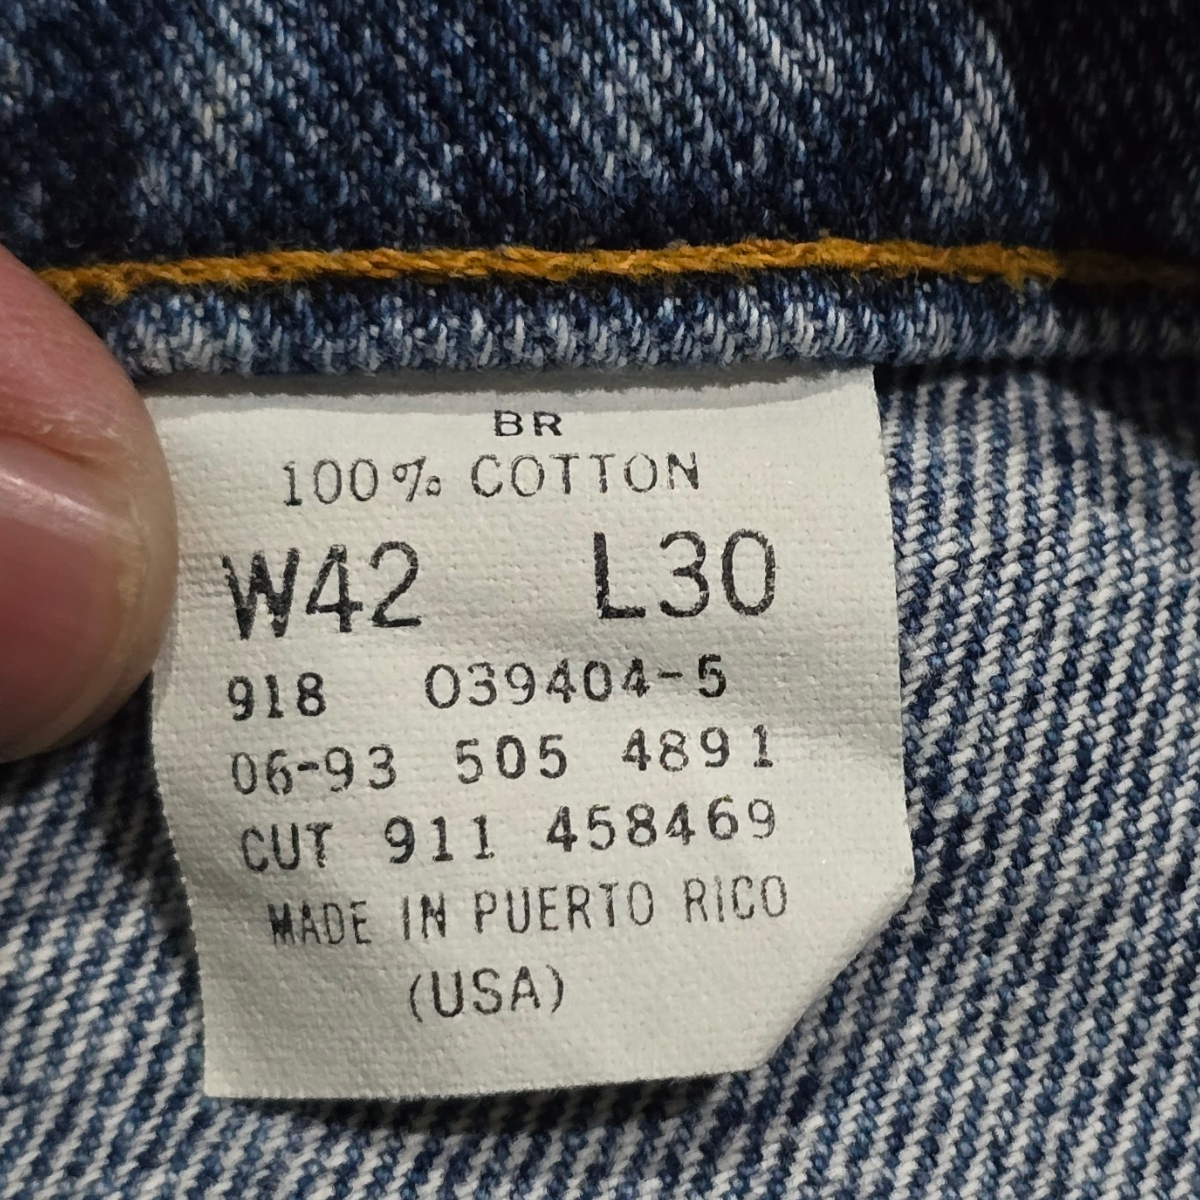 BR
100% COTTON
W42 L30
918 039404-5
06-93 505 4891
CUT 911 458469
MADE IN PUERTO RICO
(USA)